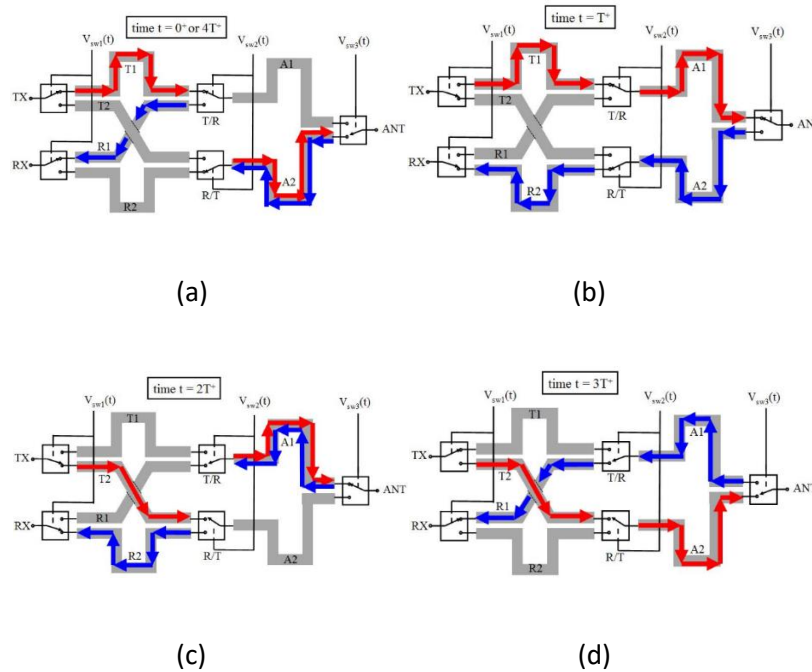 time t = 0⁺ or 4T⁺
V_sw1(t)
V_sw2(t)
V_sw3(t)
T1
A1
TX
T2
T/R
ANT
R1
RX
A2
R/T
R2
(a)
time t = T⁺
V_sw1(t)
V_sw2(t)
V_sw3(t)
T1
A1
TX
T2
T/R
AN
R1
RX
R2
A2
R/T
(b)
time t = 2T⁺
V_sw1(t)
V_sw2(t)
V_sw3(t)
T1
A1
TX
T2
T/R
ANT
R1
RX
R2
R/T
A2
(c)
time t = 3T⁺
V_sw1(t)
V_sw2(t)
V_sw3(t)
T1
A1
TX
T2
T/R
ANT
R1
RX
R/T
A2
R2
(d)